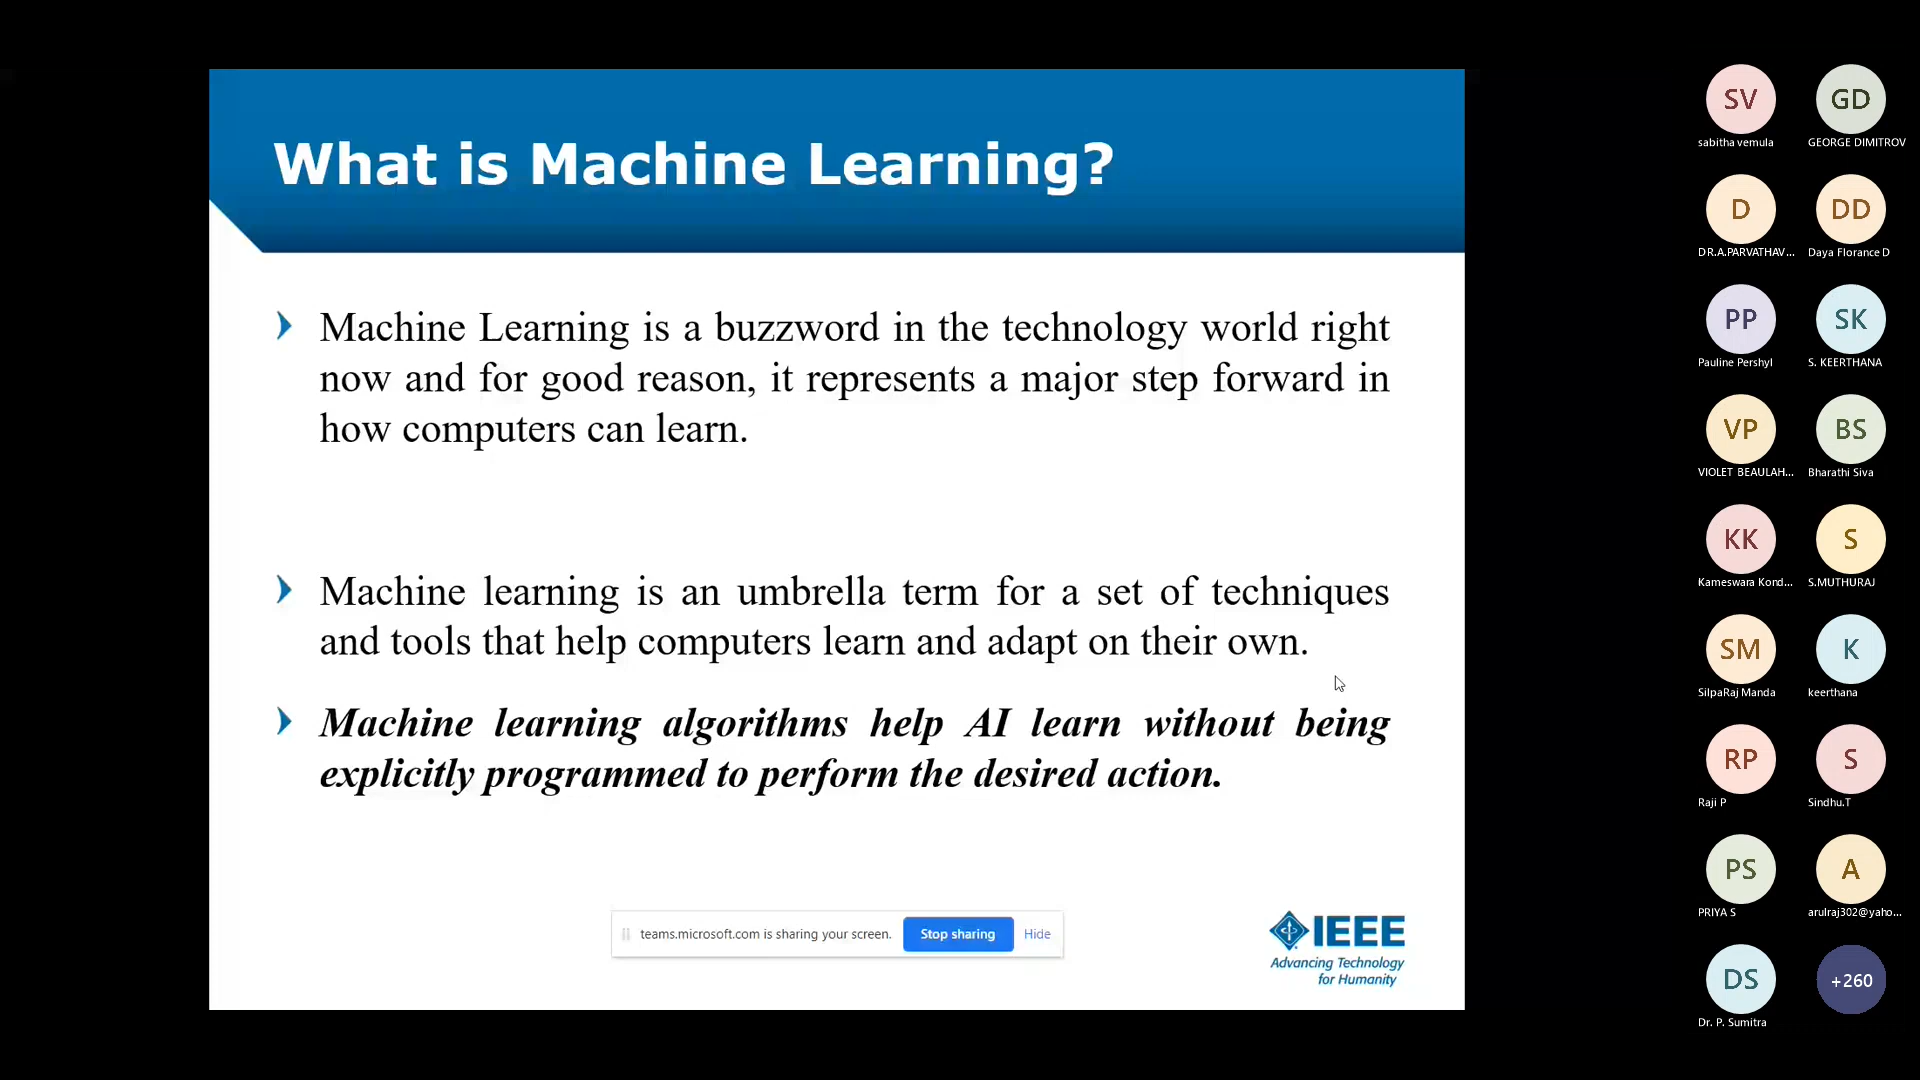 What is Machine Learning?
Machine Learning is a buzzword in the technology world right
now and for good reason, it represents a major step forward in
how computers can learn.
Machine learning is an umbrella term for a set of techniques
and tools that help computers learn and adapt on their own.
Machine learning algorithms help AI learn without being
explicitly programmed to perform the desired action.
teams.microsoft.com is sharing your screen. Stop sharing Hide
IEEE
Advancing Technology
for Humanity
SV GD
sabitha vemula GEORGE DIMITROV
D DD
DR.A.PARVATHAV... Daya Florance D
PP SK
Pauline Pershyl S. KEERTHANA
VP BS
VIOLET BEAULAH... Bharathi Siva
KK S
Kameswara Kond... S.MUTHURAJ
SM K
SilpaRaj Manda keerthana
RP S
Raji P Sindhu.T
PS A
PRIYA S arulraj302@yaho...
DS +260
Dr. P. Sumitra